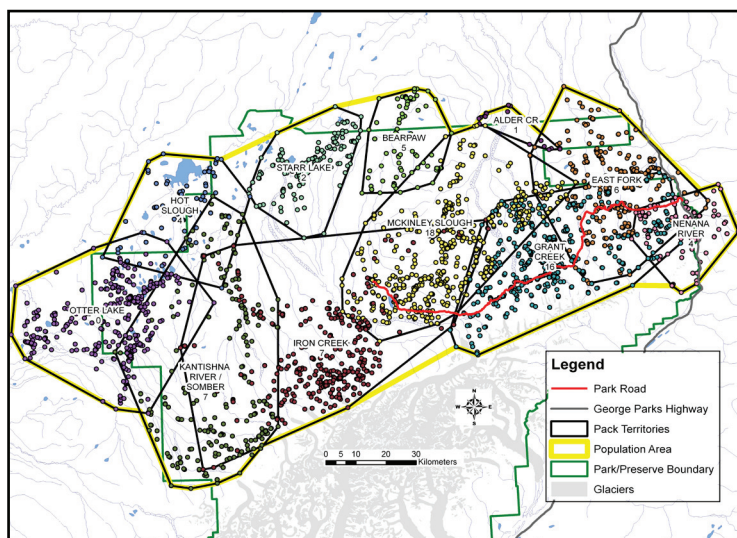 ALDER CR.
1
BEARPAW
5
STARR LAKE
2
EAST FORK
6
HOT
SLOUGH
4
MCKINLEY SLOUGH
18
NENANA
RIVER
4
GRANT
CREEK
16
OTTER LAKE
IRON CREEK
KANTISHNA
RIVER /
SOMBER
7
Legend
Park Road
George Parks Highway
Pack Territories
Population Area
Park/Preserve Boundary
Glaciers
N
W E
S
0 5 10 20 30
Kilometers